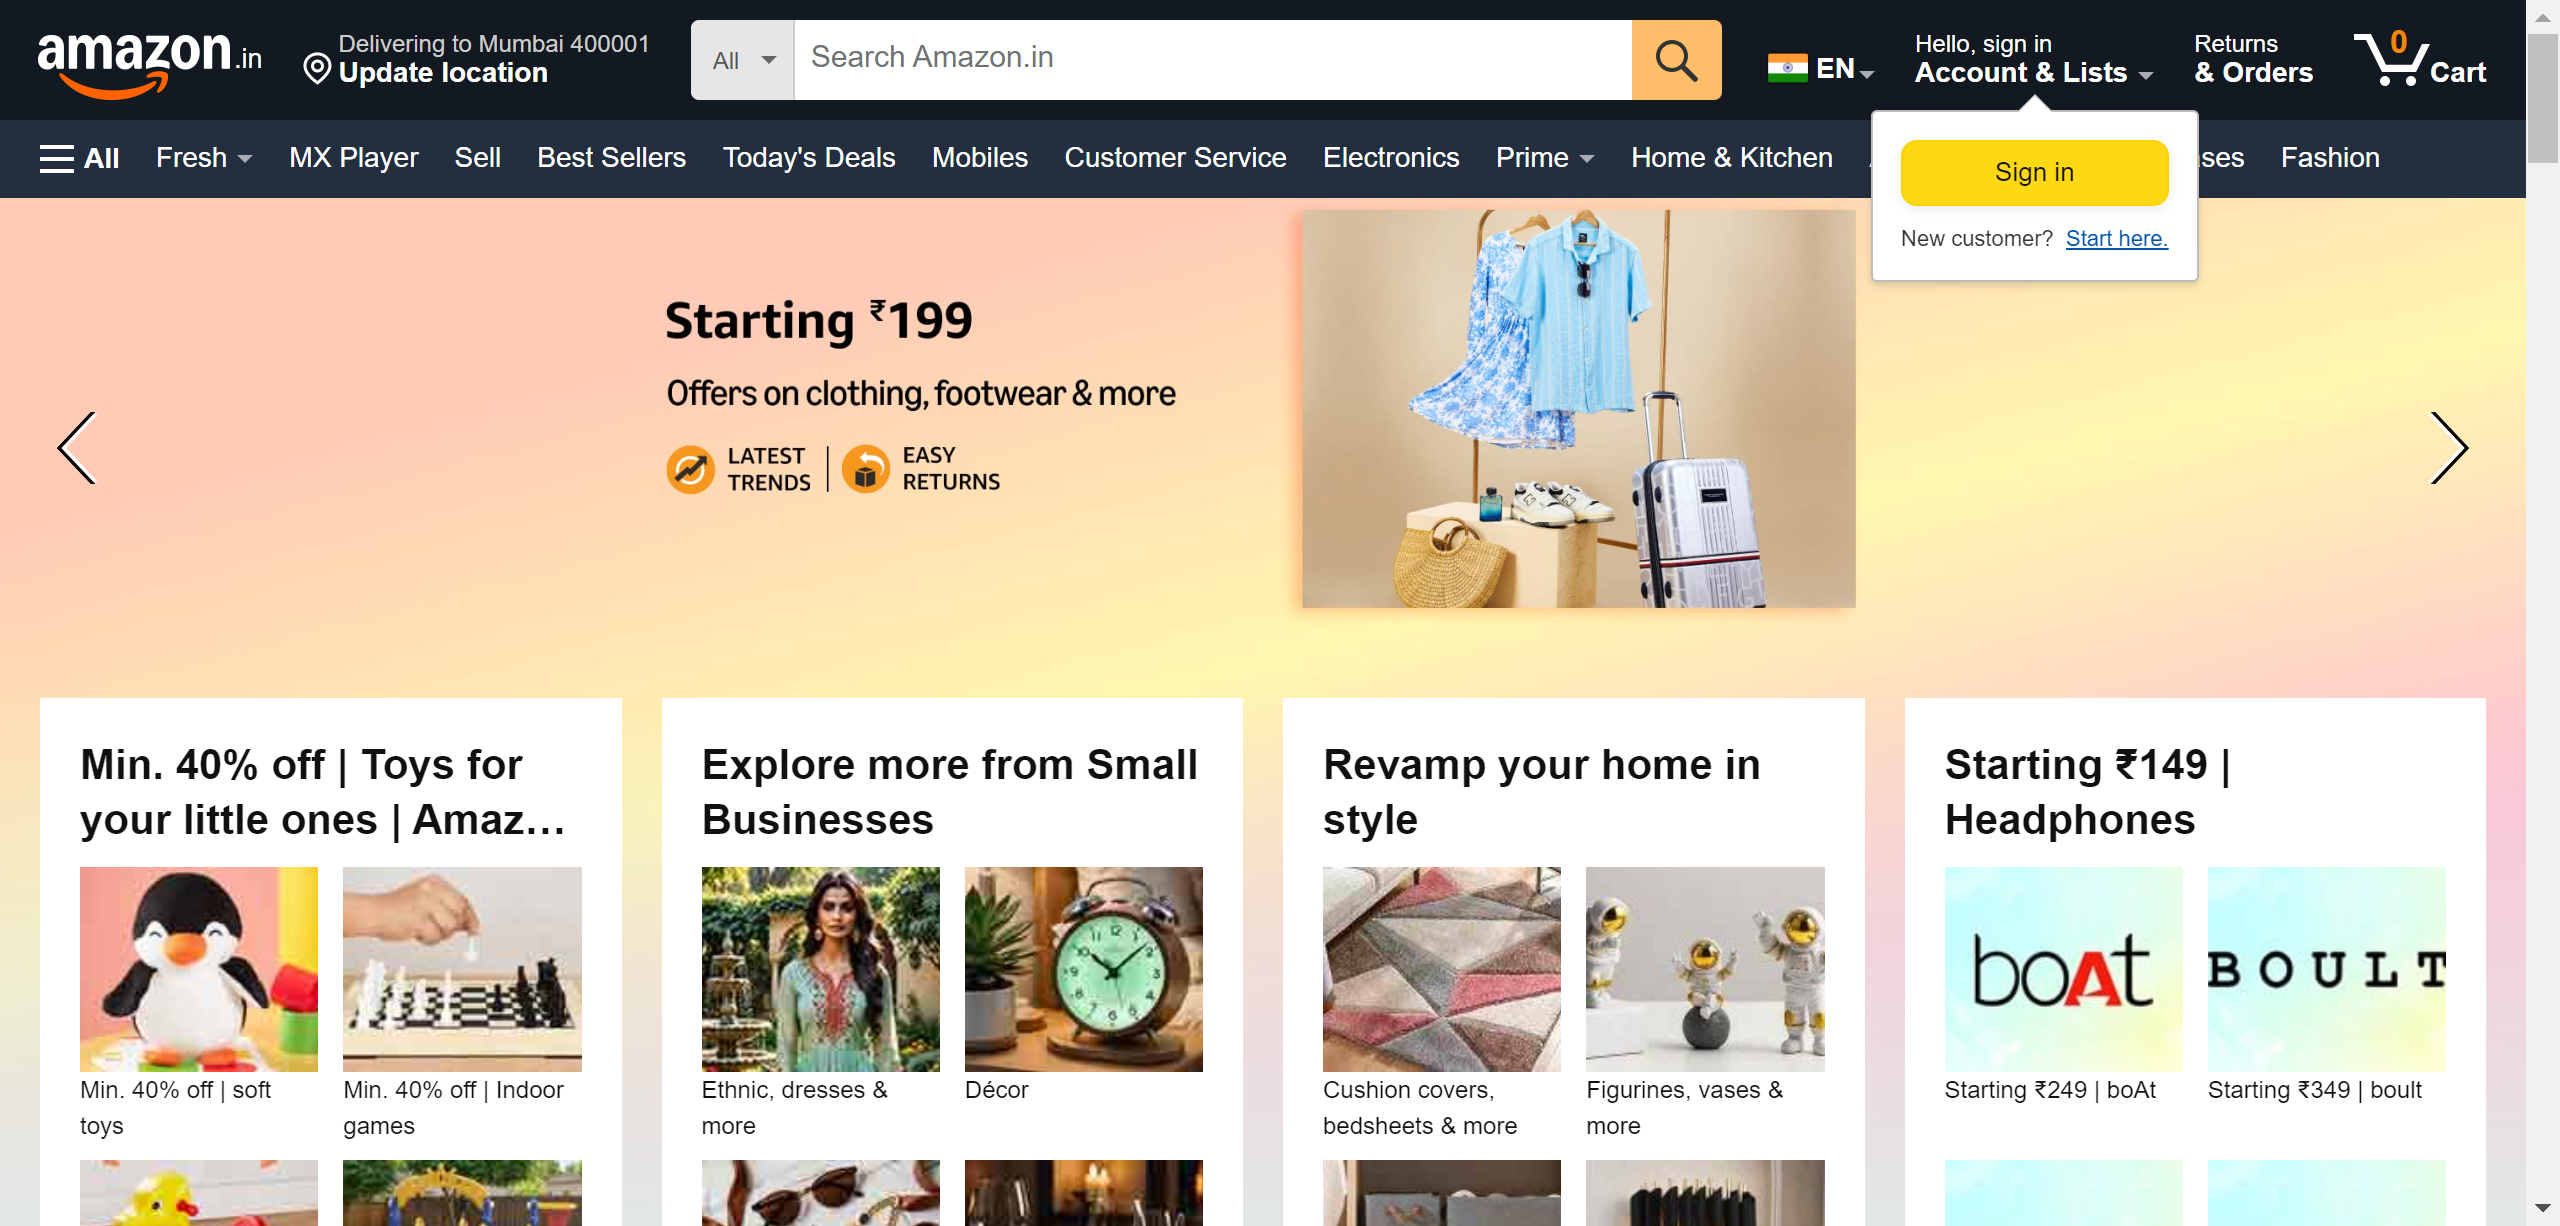 amazon.in
Delivering to Mumbai 400001
Update location
All
Search Amazon.in
EN
Hello, sign in
Account & Lists
Returns
& Orders
0
Cart
All
Fresh
MX Player
Sell
Best Sellers
Today's Deals
Mobiles
Customer Service
Electronics
Prime
Home & Kitchen
Fashion
Sign in
New customer? Start here.
Starting ₹199
Offers on clothing, footwear & more
LATEST
TRENDS
EASY
RETURNS
Min. 40% off | Toys for
your little ones | Amaz…
Min. 40% off | soft
toys
Min. 40% off | Indoor
games
Explore more from Small
Businesses
Ethnic, dresses &
more
Décor
Revamp your home in
style
Cushion covers,
bedsheets & more
Figurines, vases &
more
Starting ₹149 |
Headphones
boAt
Starting ₹249 | boAt
BOULT
Starting ₹349 | boult